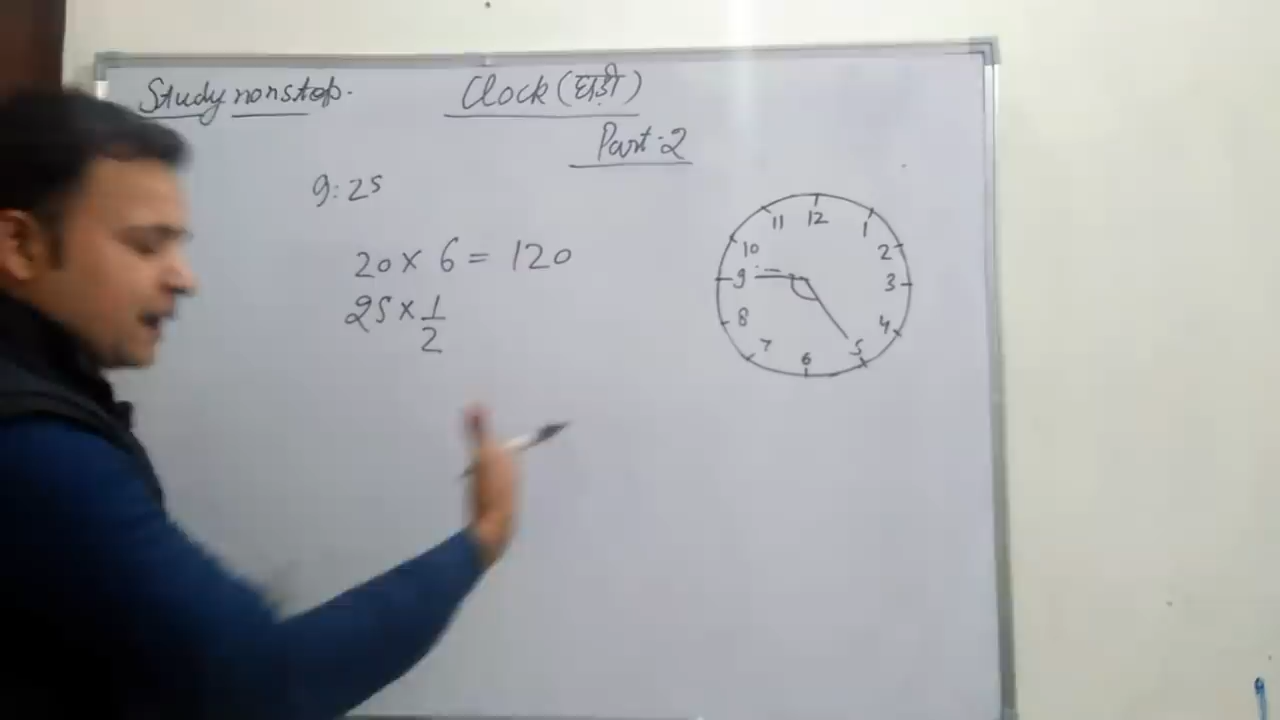 Study nonstop.
Clock (घड़ी)
Part-2
9:25
20 × 6 = 120
25 × 1/2
12
11
1
10
2
9
3
8
4
7
5
6